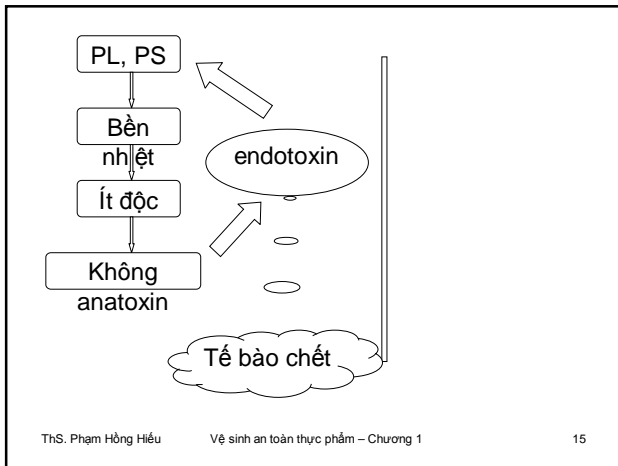 PL, PS
Bền
nhiệt
Ít độc
Không
anatoxin
endotoxin
Tế bào chết
ThS. Phạm Hồng Hiếu Vệ sinh an toàn thực phẩm – Chương 1 15